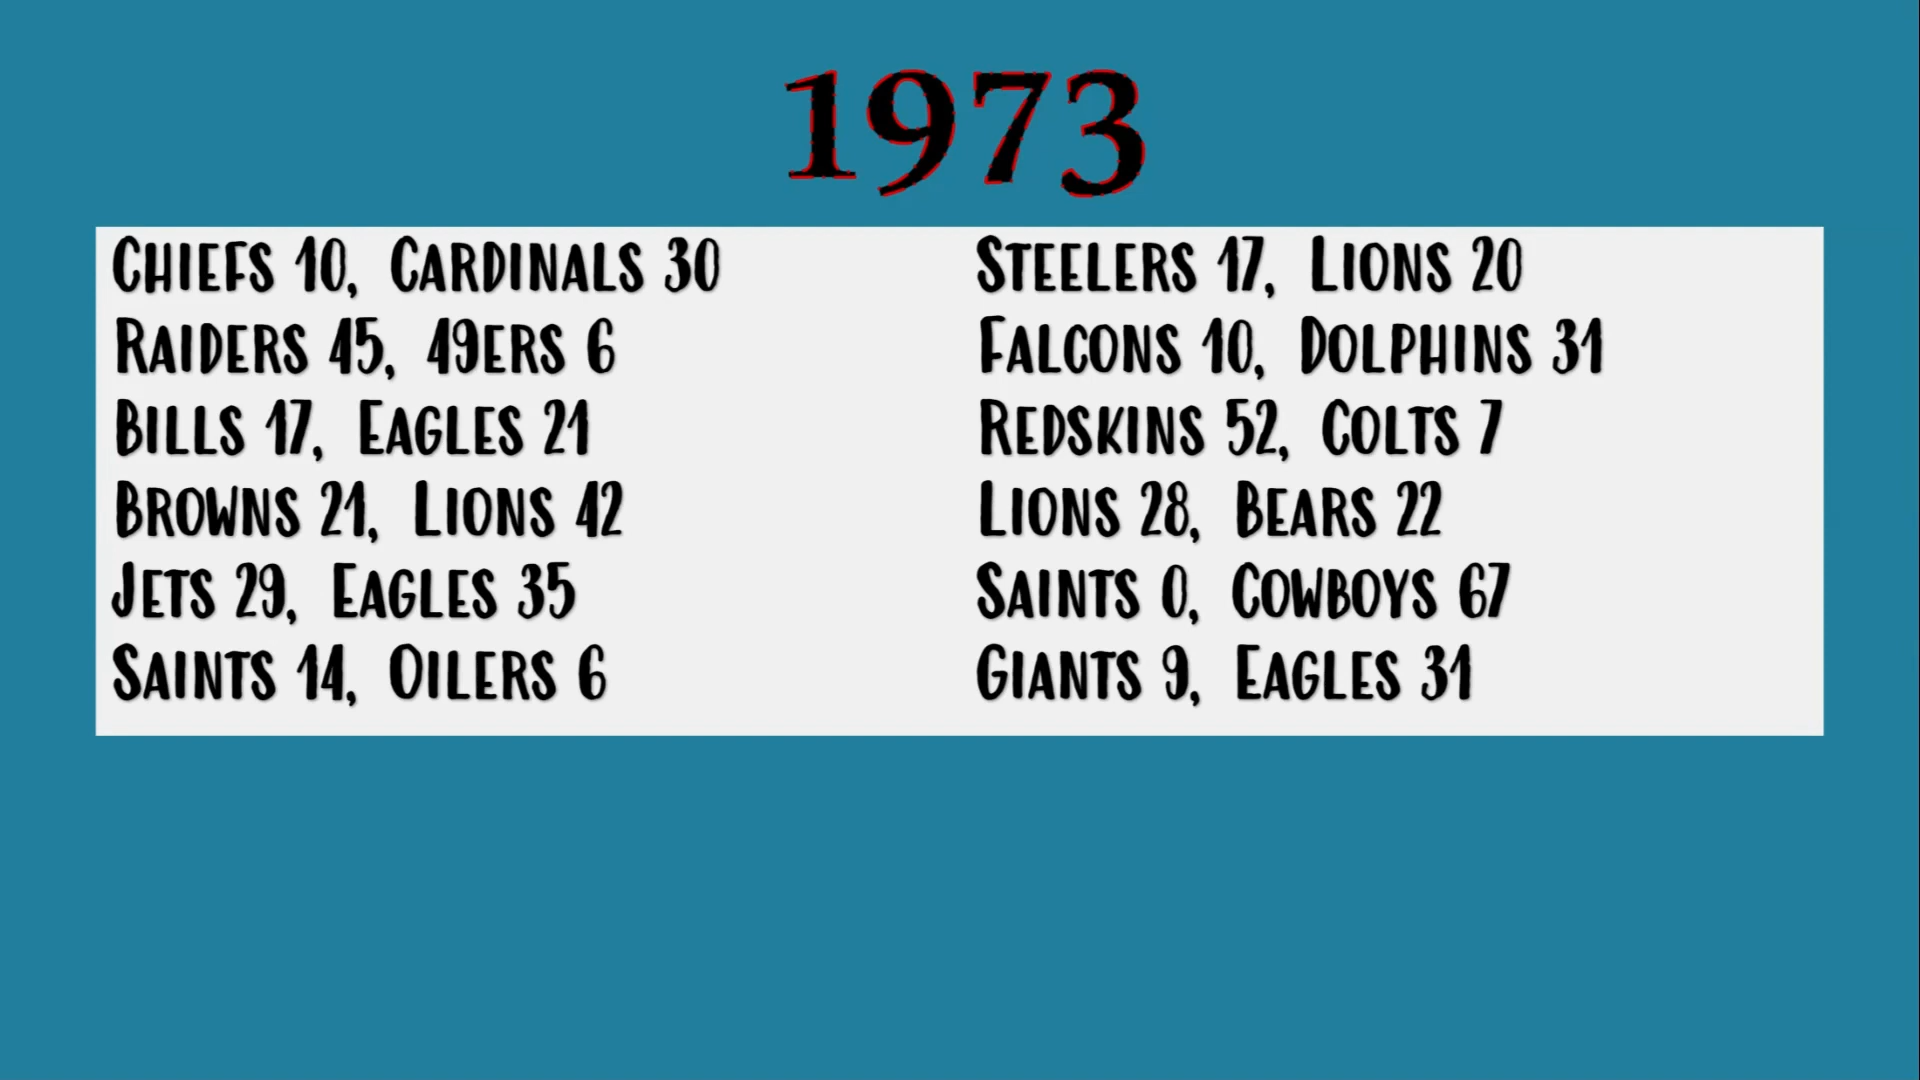 1973
Chiefs 10, Cardinals 30
Raiders 45, 49ers 6
Bills 17, Eagles 21
Browns 21, Lions 42
Jets 29, Eagles 35
Saints 14, Oilers 6
Steelers 17, Lions 20
Falcons 10, Dolphins 31
Redskins 52, Colts 7
Lions 28, Bears 22
Saints 0, Cowboys 67
Giants 9, Eagles 31